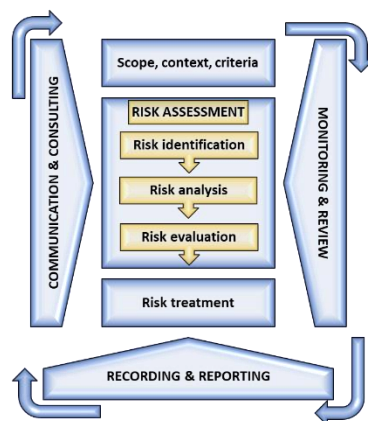 Scope, context, criteria
COMMUNICATION & CONSULTING
RISK ASSESSMENT
Risk identification
Risk analysis
Risk evaluation
MONITORING & REVIEW
Risk treatment
RECORDING & REPORTING